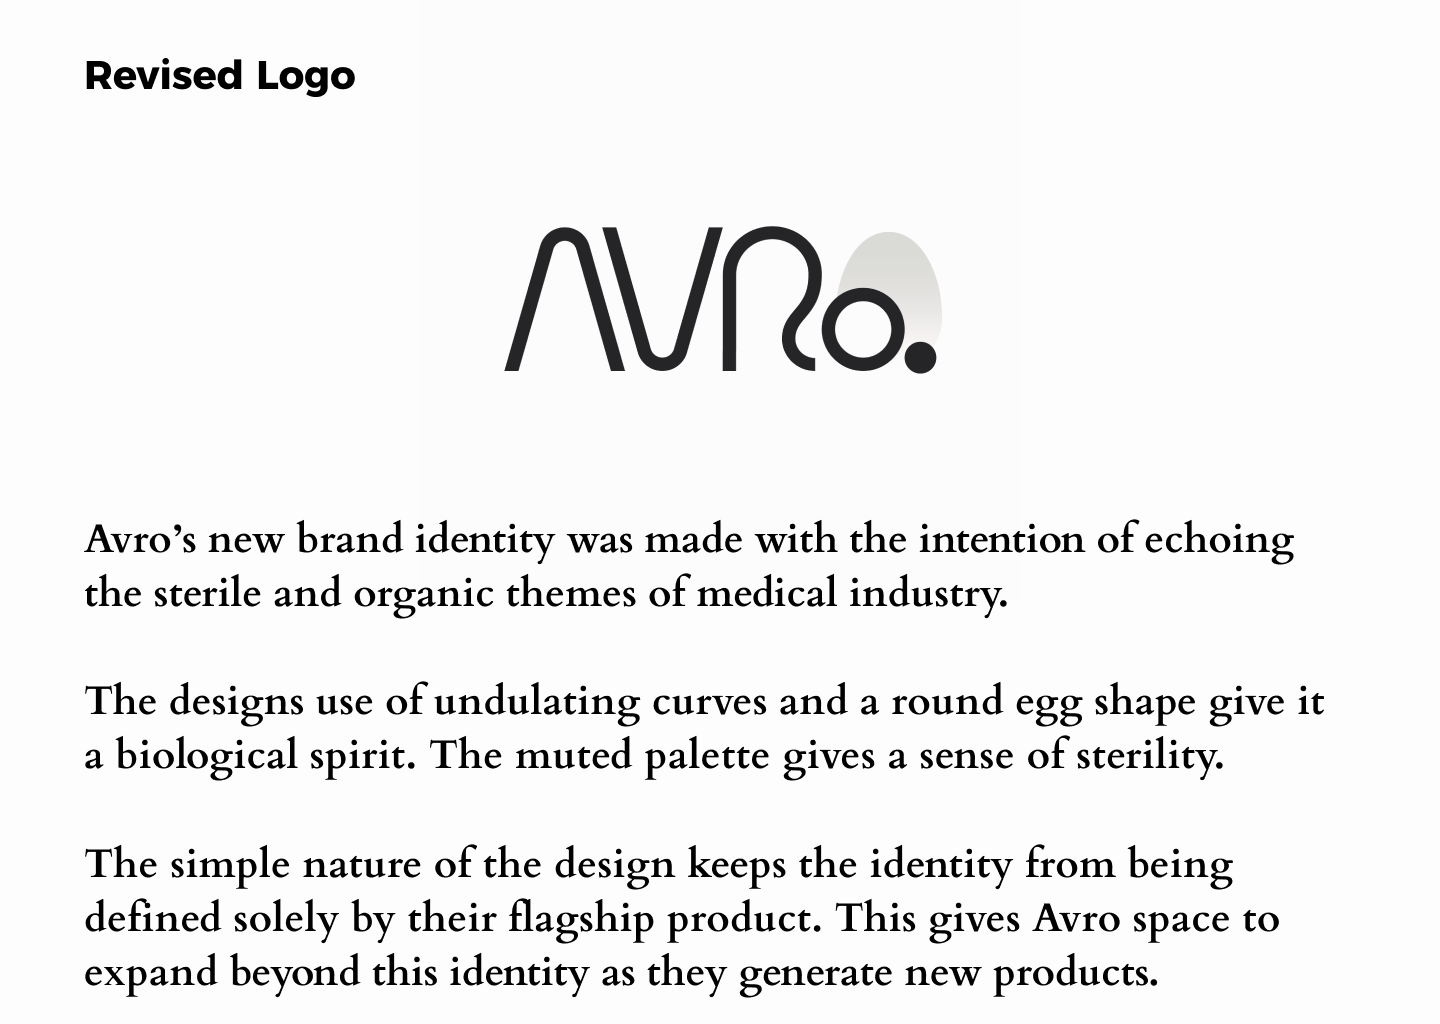 Revised Logo
AVRo.
Avro’s new brand identity was made with the intention of echoing
the sterile and organic themes of medical industry.
The designs use of undulating curves and a round egg shape give it
a biological spirit. The muted palette gives a sense of sterility.
The simple nature of the design keeps the identity from being
defined solely by their flagship product. This gives Avro space to
expand beyond this identity as they generate new products.